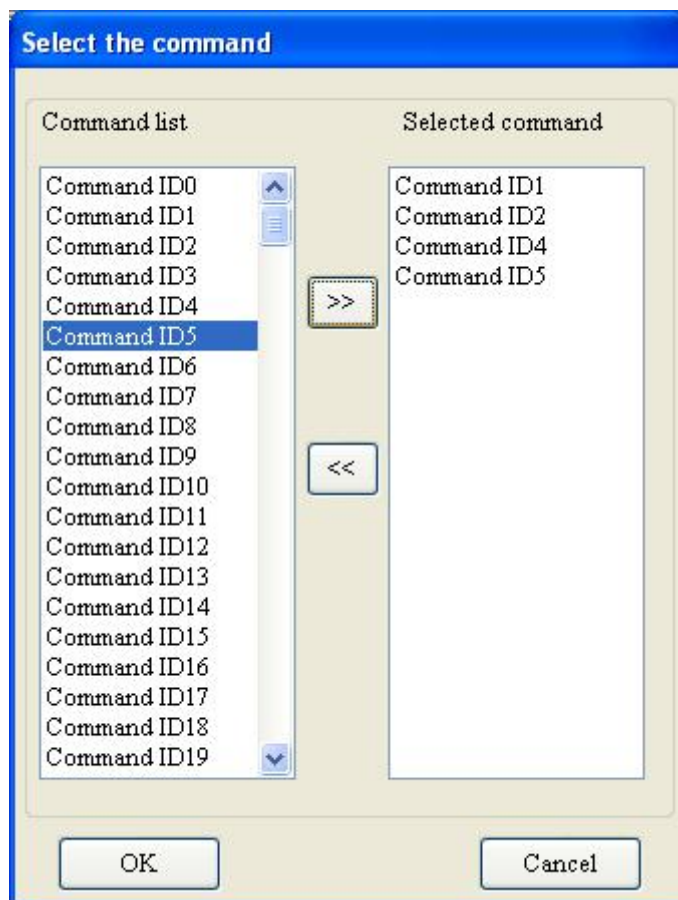 Select the command
Command list
Selected command
Command ID0
Command ID1
Command ID2
Command ID3
Command ID4
Command ID5
Command ID6
Command ID7
Command ID8
Command ID9
Command ID10
Command ID11
Command ID12
Command ID13
Command ID14
Command ID15
Command ID16
Command ID17
Command ID18
Command ID19
>>
<<
Command ID1
Command ID2
Command ID4
Command ID5
OK
Cancel